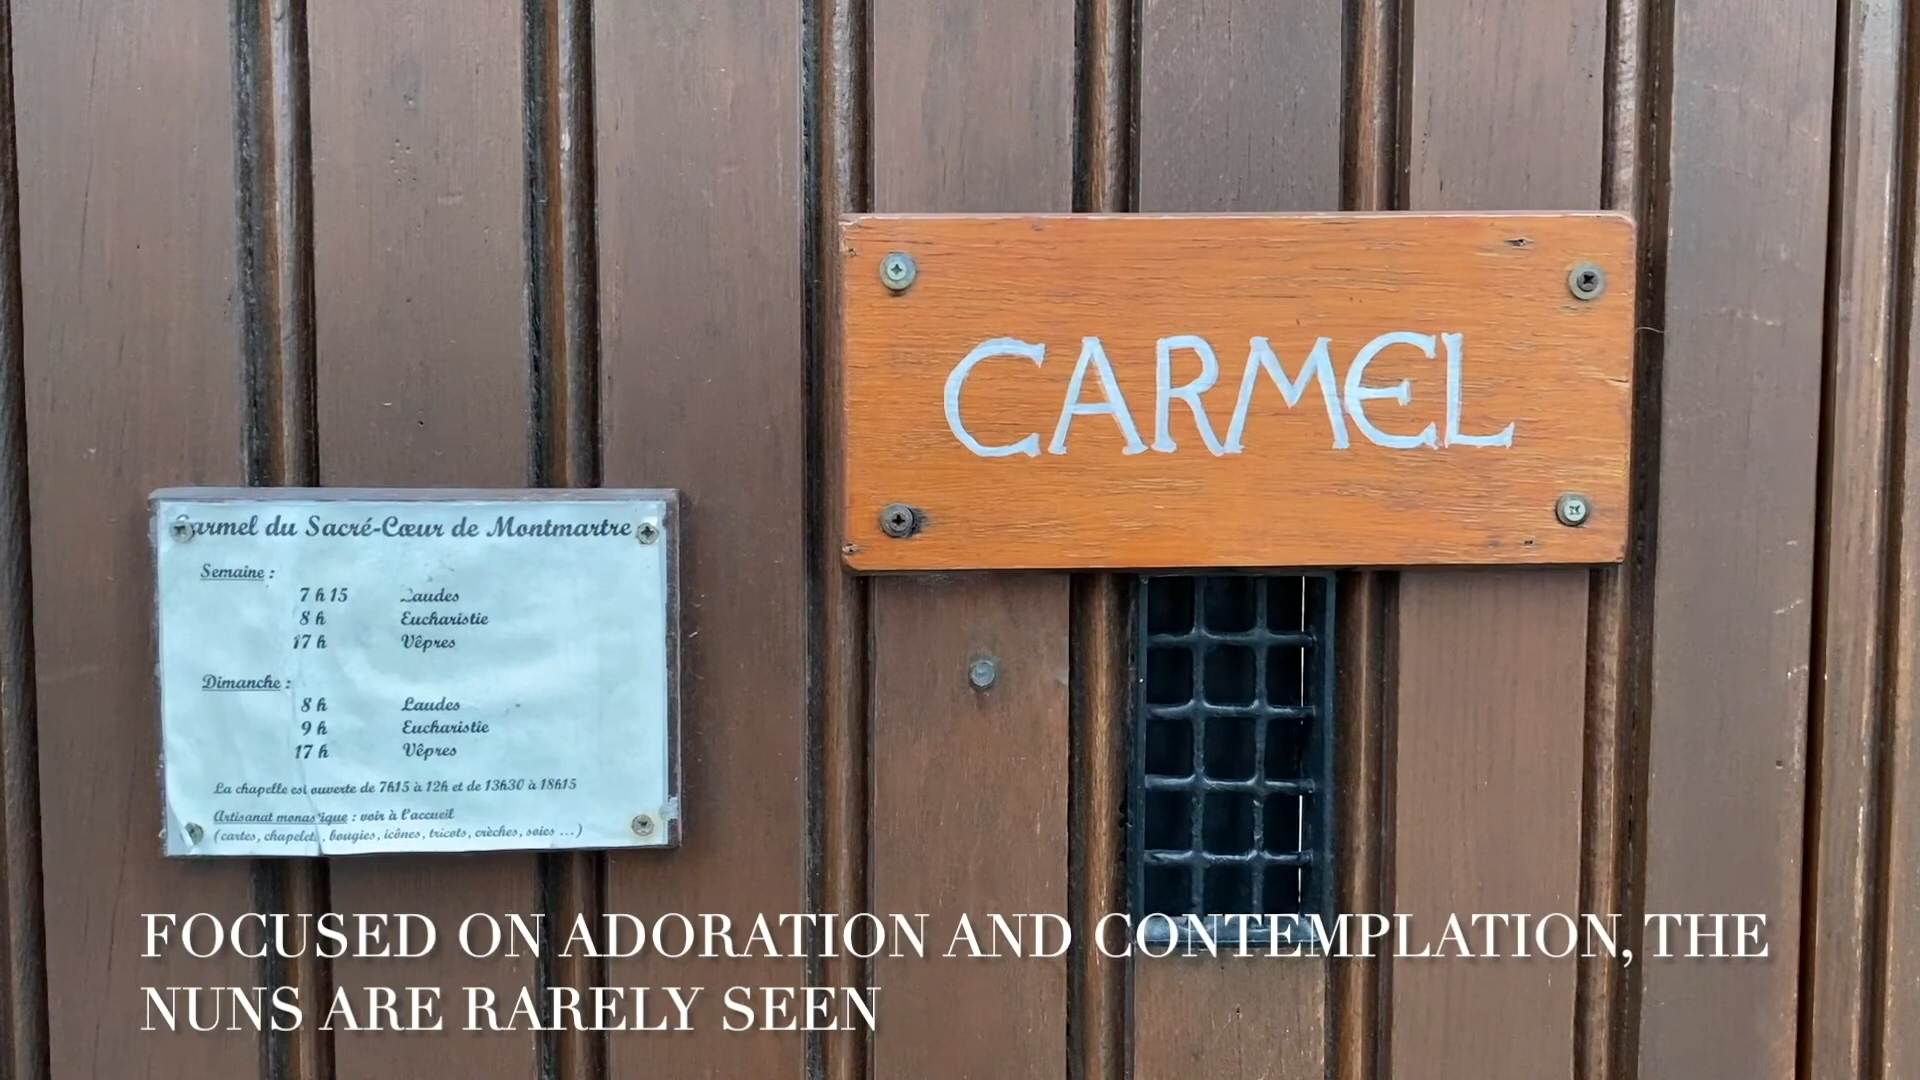 CARMEL
Carmel du Sacré-Cœur de Montmartre
Semaine :
7 h 15 Laudes
8 h Eucharistie
17 h Vêpres
Dimanche :
8 h Laudes
9 h Eucharistie
17 h Vêpres
La chapelle est ouverte de 7h15 à 12h et de 13h30 à 18h15
Artisanat monastique : voir à l'accueil
(cartes, chapelets, bougies, icônes, tricots, crèches, soies ...)
FOCUSED ON ADORATION AND CONTEMPLATION, THE
NUNS ARE RARELY SEEN